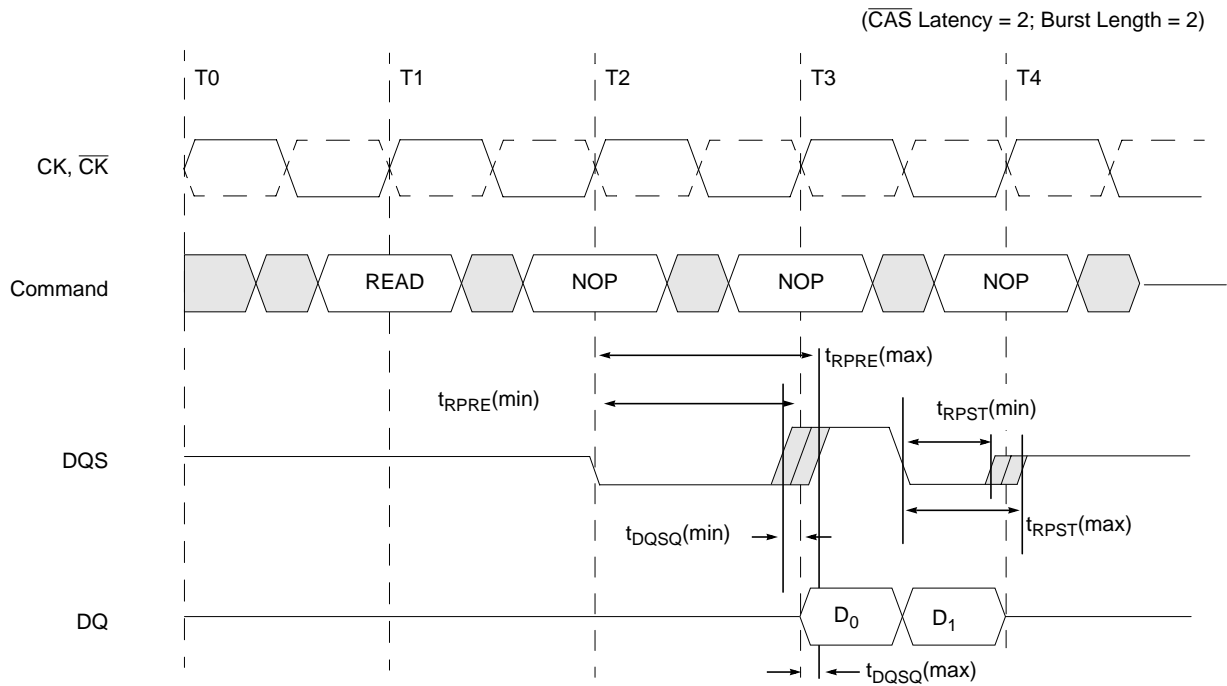 (CAS Latency = 2; Burst Length = 2)
T0 T1 T2 T3 T4
CK, CK
Command READ NOP NOP NOP
tRPRE(max)
tRPRE(min)
tRPST(min)
DQS
tDQSQ(min)
tRPST(max)
DQ D0 D1
tDQSQ(max)